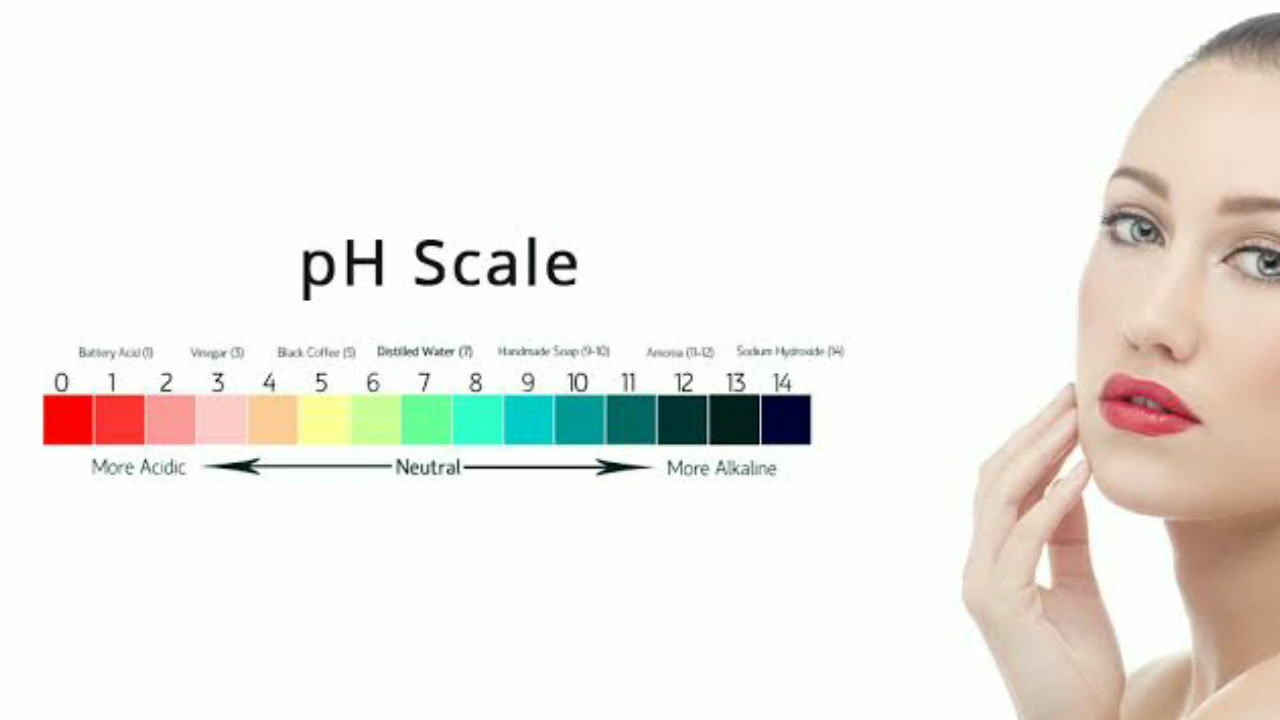 pH Scale
Battery Acid (1) Vinegar (3) Black Coffee (5) Distilled Water (7) Handmade Soap (9-10) Amonia (11-12) Sodium Hydroxide (14)
0 1 2 3 4 5 6 7 8 9 10 11 12 13 14
More Acidic Neutral More Alkaline